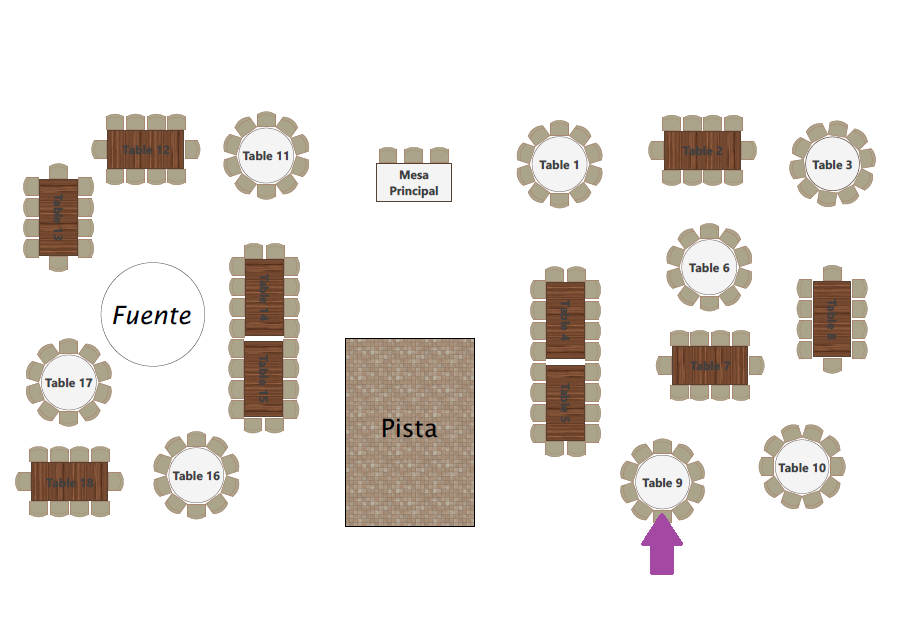 Table 12
Table 11
Mesa
Principal
Table 1
Table 2
Table 3
Table 13
Fuente
Table 14
Table 15
Table 17
Table 18
Table 16
Pista
Table 4
Table 5
Table 6
Table 7
Table 8
Table 9
Table 10